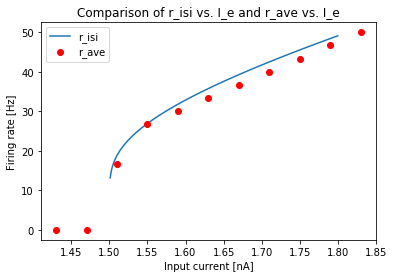 Comparison of r_isi vs. I_e and r_ave vs. I_e
r_isi
r_ave
Firing rate [Hz]
50
40
30
20
10
0
1.45 1.50 1.55 1.60 1.65 1.70 1.75 1.80 1.85
Input current [nA]